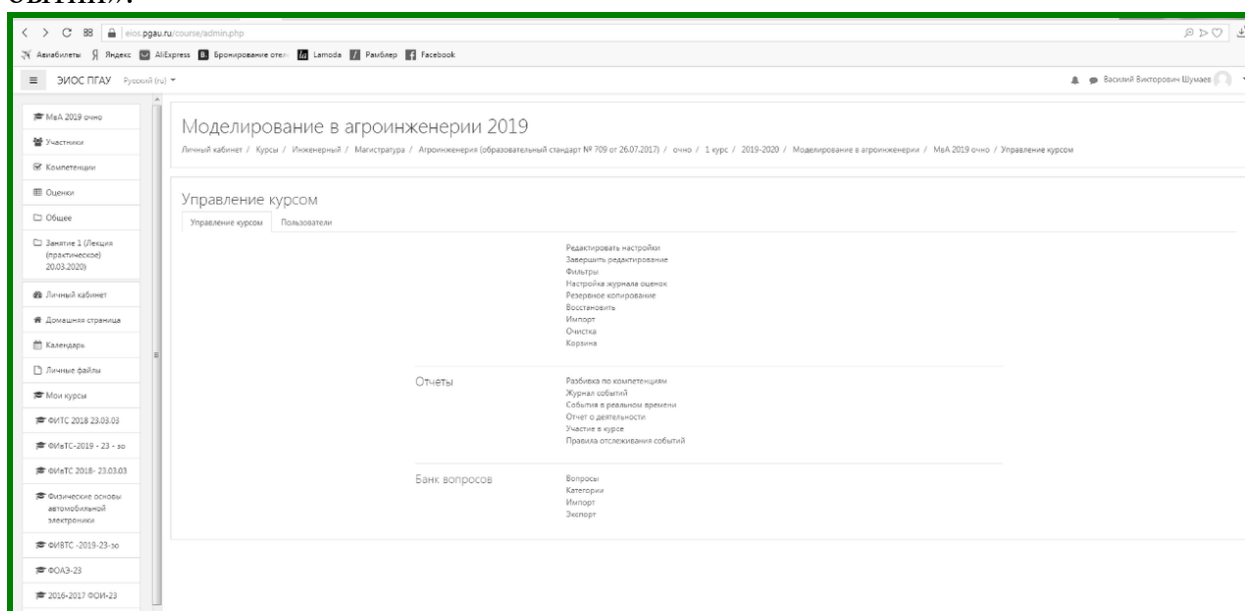 eios.pgau.ru/course/admin.php
Авиабилеты Яндекс AliExpress Бронирование отел Lamoda Рамблер Facebook
ЭИОС ПГАУ Русский (ru) Василий Викторович Шумаев
МвА 2019 очно
Участники
Компетенции
Оценки
Общее
Занятие 1 (Лекция
(практическое)
20.03.2020)
Личный кабинет
Домашняя страница
Календарь
Личные файлы
Мои курсы
ФИТС 2018 23.03.03
ФИвТС-2019 - 23 - зо
ФИвТС 2018- 23.03.03
Физические основы
автомобильной
электроники
ФИВТС -2019-23-зо
ФОАЭ-23
2016-2017 ФОИ-23
Моделирование в агроинженерии 2019
Личный кабинет / Курсы / Инженерный / Магистратура / Агроинженерия (образовательный стандарт № 709 от 26.07.2017) / очно / 1 курс / 2019-2020 / Моделирование в агроинженерии / МвА 2019 очно / Управление курсом
Управление курсом
Управление курсом Пользователи
Редактировать настройки
Завершить редактирование
Фильтры
Настройка журнала оценок
Резервное копирование
Восстановить
Импорт
Очистка
Корзина
Отчеты
Разбивка по компетенциям
Журнал событий
События в реальном времени
Отчет о деятельности
Участие в курсе
Правила отслеживания событий
Банк вопросов
Вопросы
Категории
Импорт
Экспорт